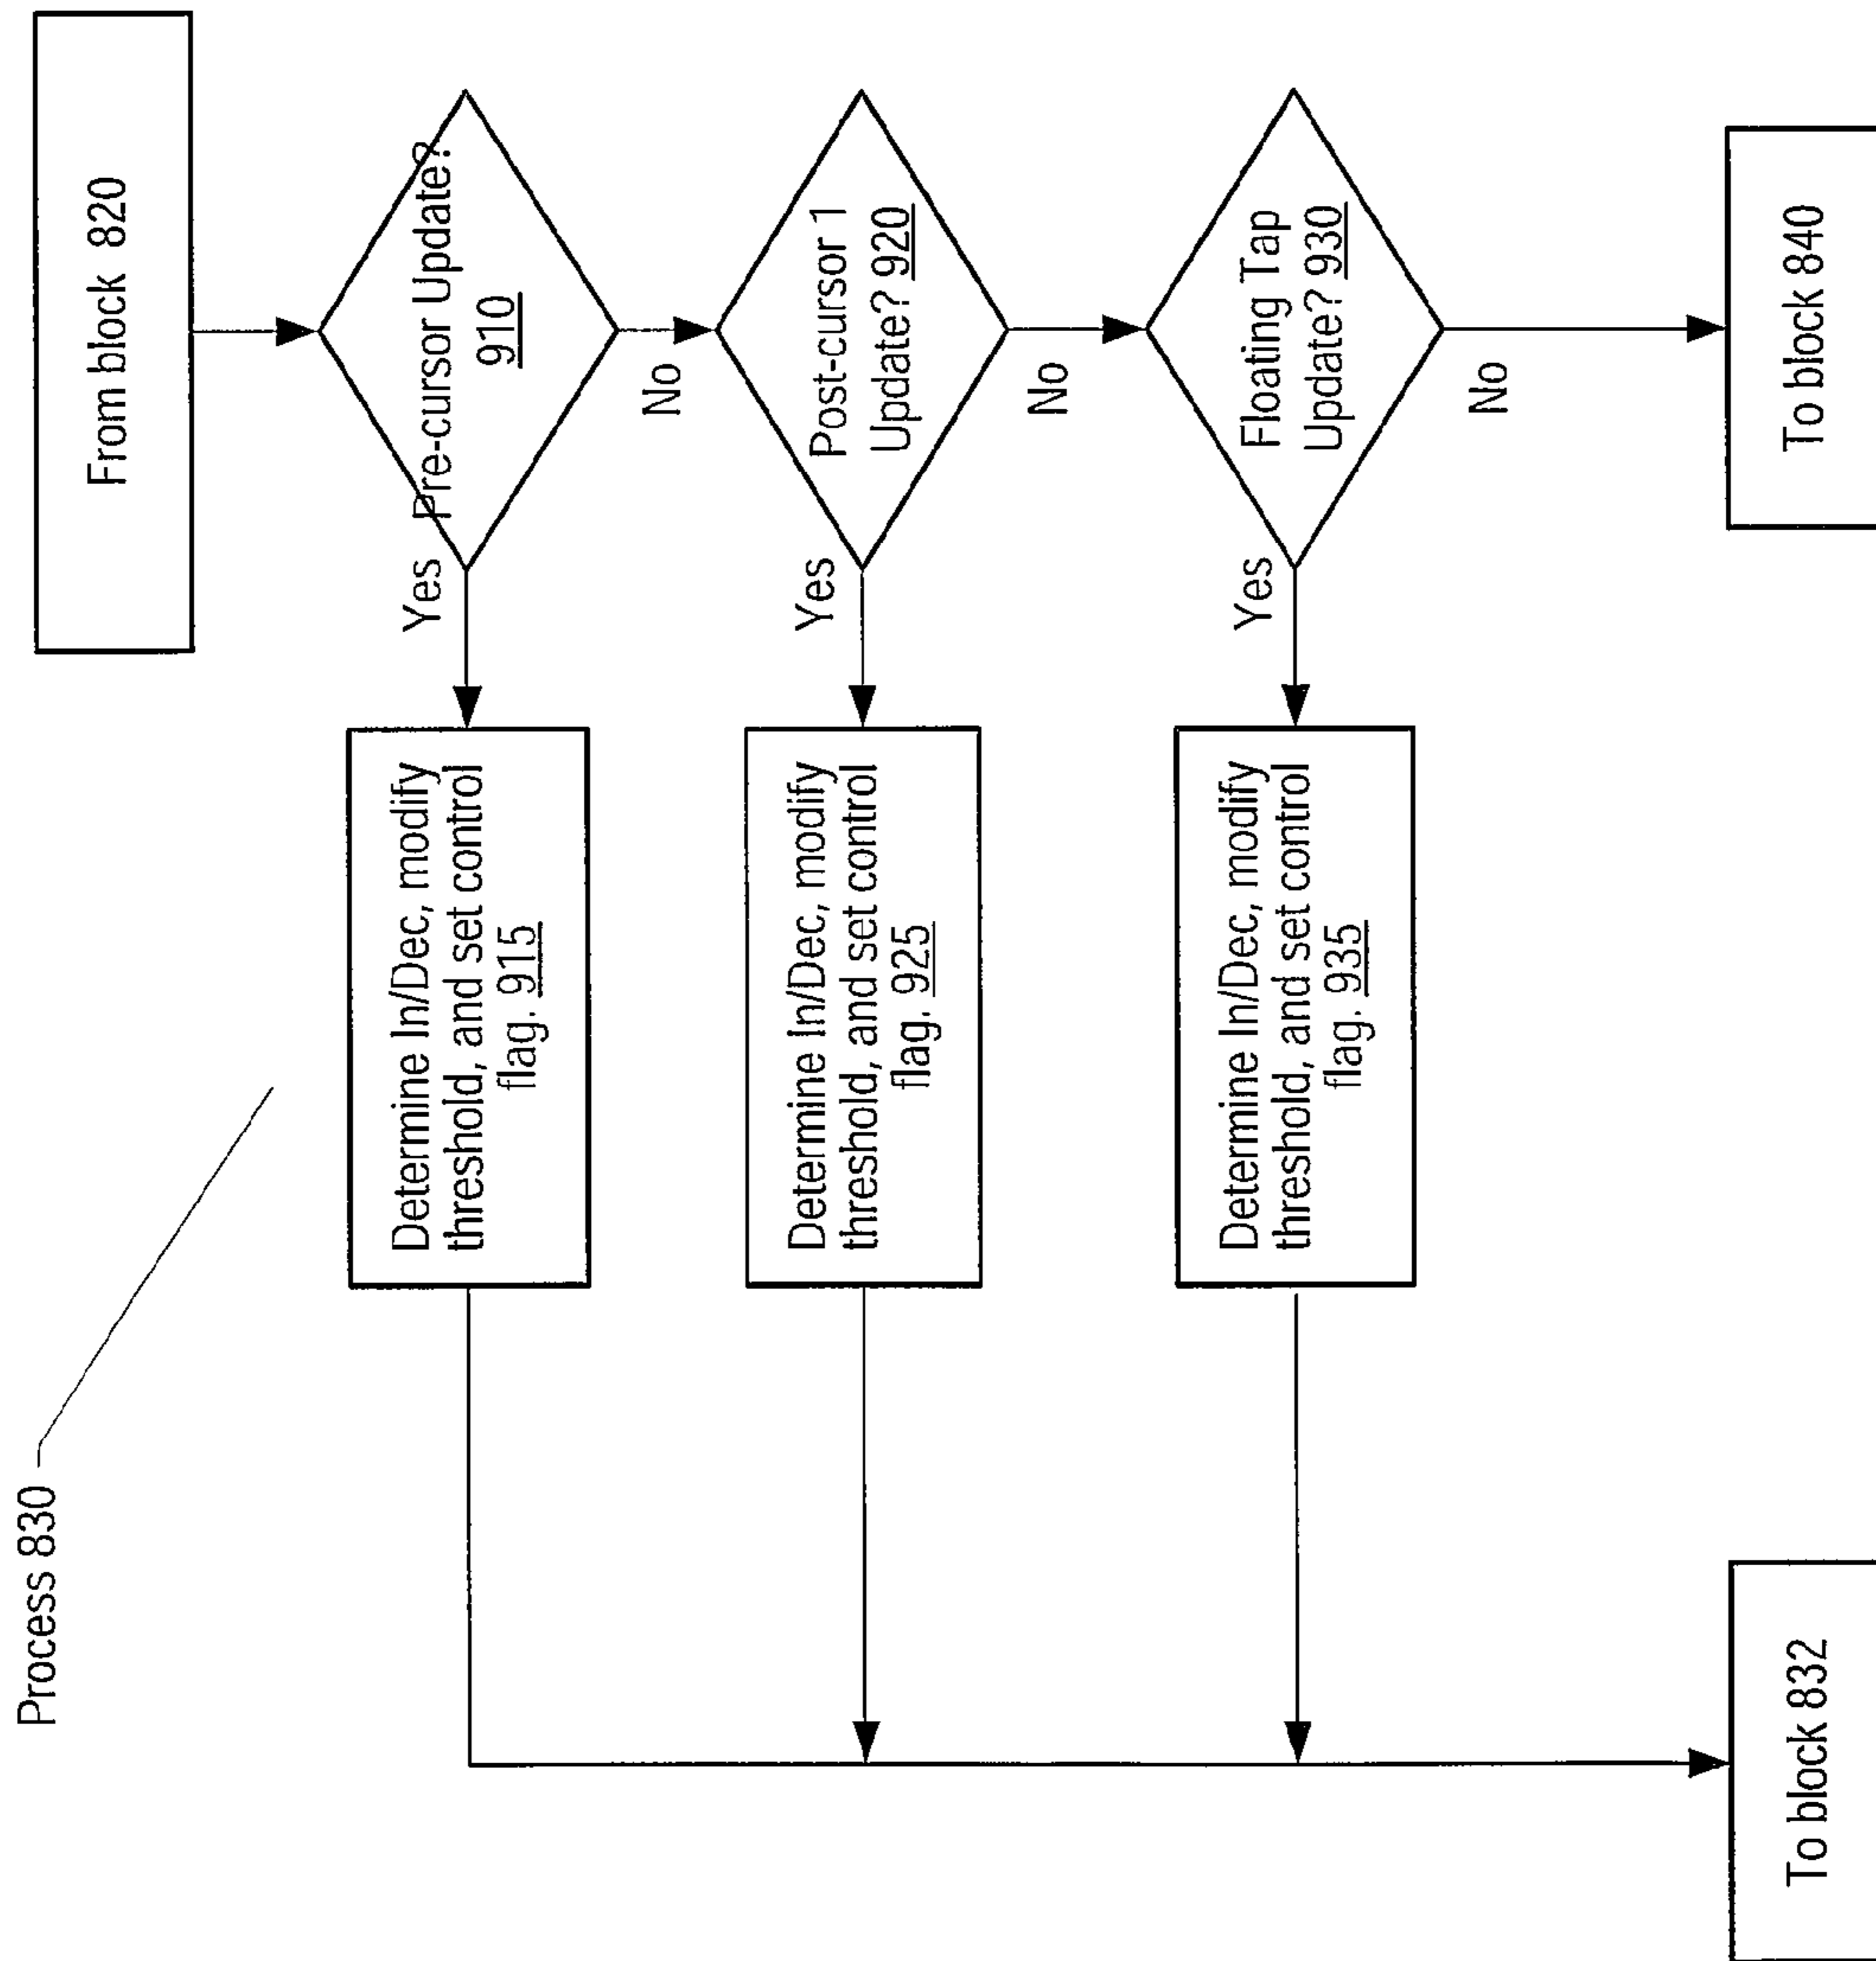 Process 830
From block 820
Pre-cursor Update?
910
Yes
No
Determine In/Dec, modify
threshold, and set control
flag. 915
Post-cursor 1
Update? 920
Yes
No
Determine In/Dec, modify
threshold, and set control
flag. 925
Floating Tap
Update? 930
Yes
No
Determine In/Dec, modify
threshold, and set control
flag. 935
To block 832
To block 840